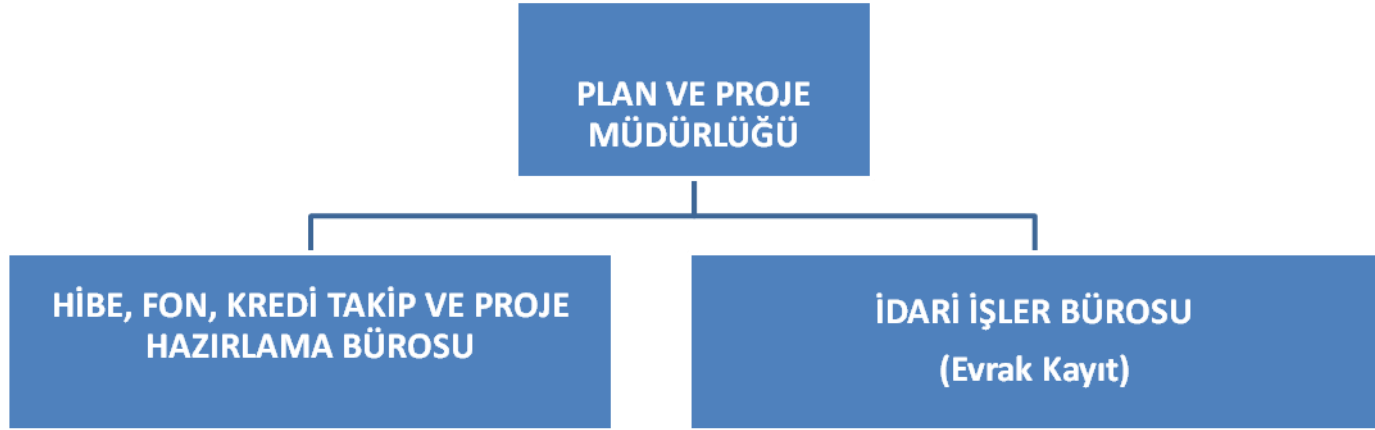 PLAN VE PROJE
MÜDÜRLÜĞÜ
HİBE, FON, KREDİ TAKİP VE PROJE
HAZIRLAMA BÜROSU
İDARİ İŞLER BÜROSU
(Evrak Kayıt)